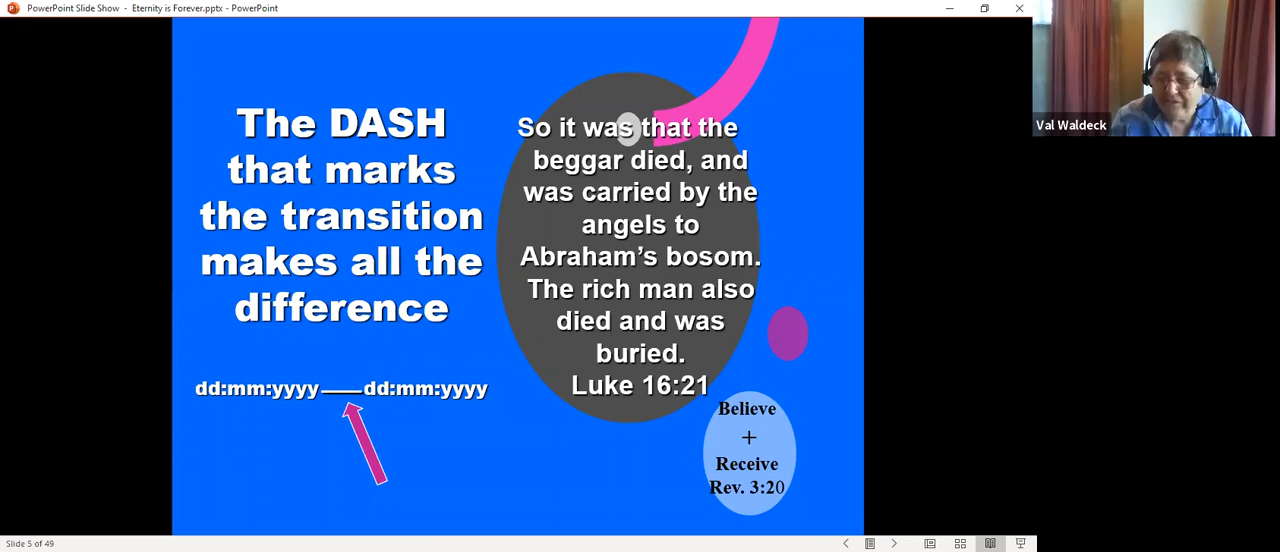 PowerPoint Slide Show - Eternity is Forever.pptx - PowerPoint
The DASH
that marks
the transition
makes all the
difference
dd:mm:yyyy dd:mm:yyyy
So it was that the
beggar died, and
was carried by the
angels to
Abraham's bosom.
The rich man also
died and was
buried.
Luke 16:21
Believe
+
Receive
Rev. 3:20
Val Waldeck
Slide 5 of 49